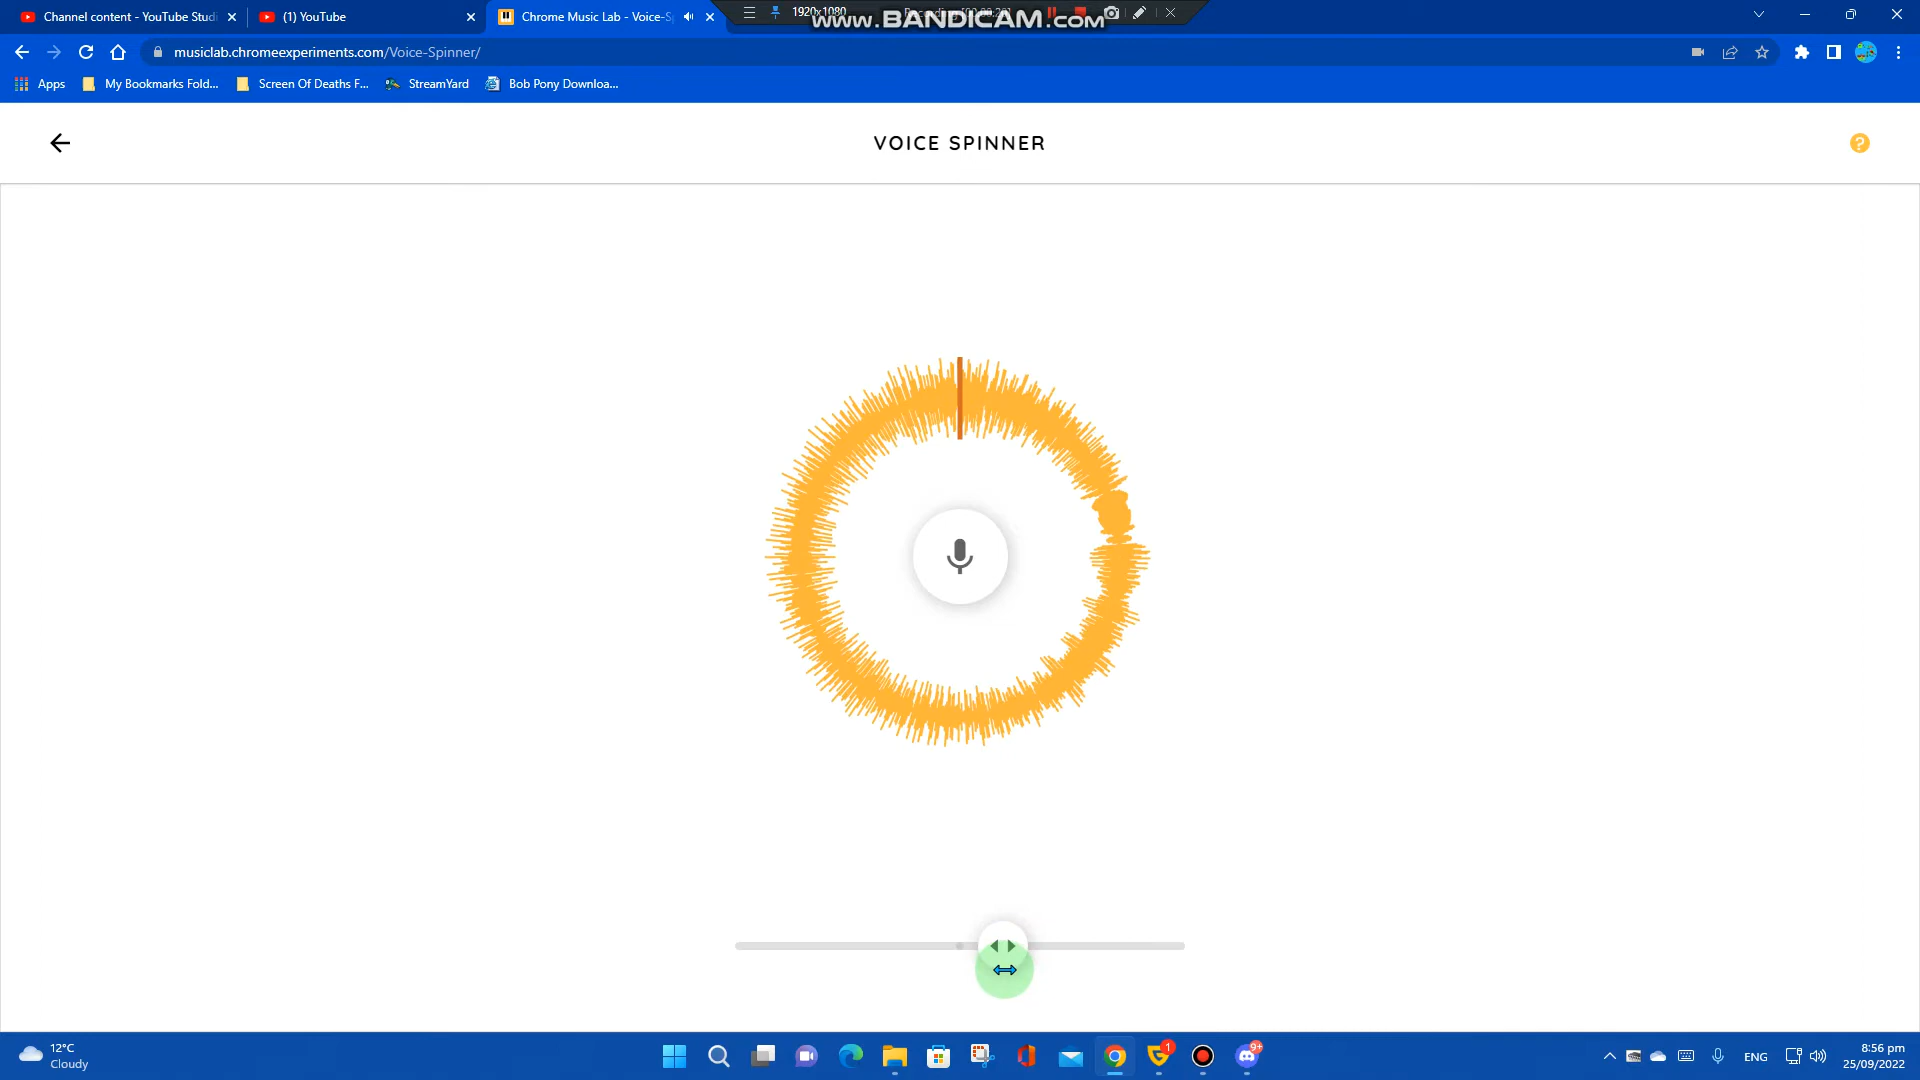 Channel content - YouTube Studi
(1) YouTube
Chrome Music Lab - Voice-S
1920x1080
www.BANDICAM.com
musiclab.chromeexperiments.com/Voice-Spinner/
Apps
My Bookmarks Fold...
Screen Of Deaths F...
StreamYard
Bob Pony Downloa...
VOICE SPINNER
?
12°C
Cloudy
1
9+
ENG
8:56 pm
25/09/2022